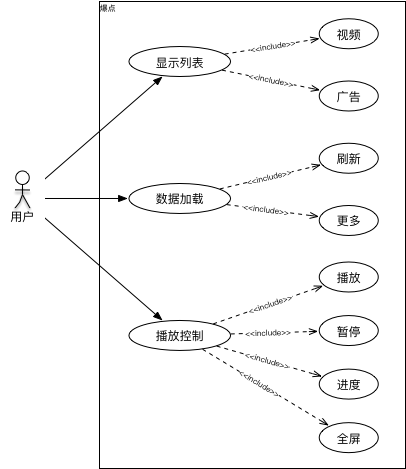 爆点
视频
<<include>>
显示列表
<<include>>
广告
刷新
<<include>>
数据加载
<<include>>
更多
用户
播放
<<include>>
暂停
<<include>>
播放控制
<<include>>
进度
<<include>>
全屏